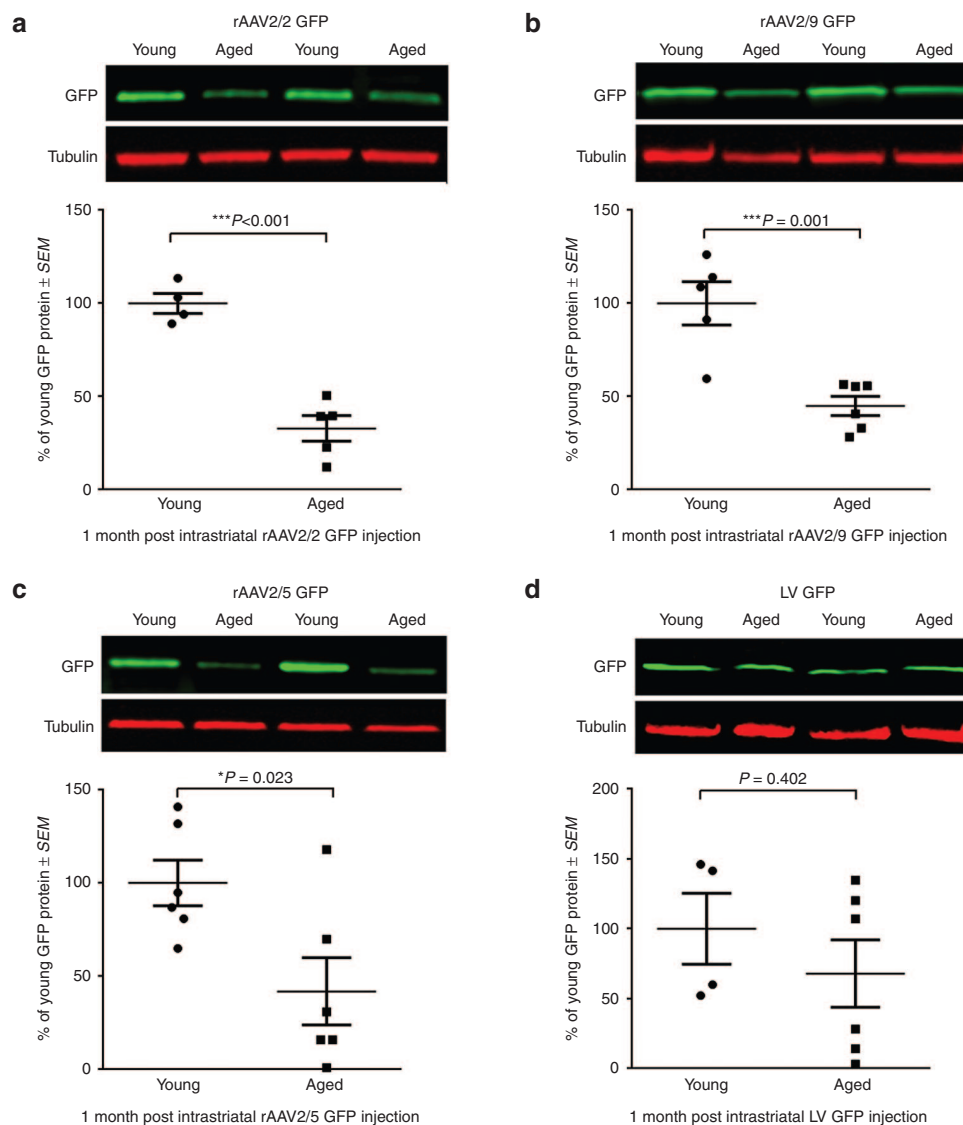 a
rAAV2/2 GFP
Young Aged Young Aged
GFP
Tubulin
150
100
50
0
% of young GFP protein ± SEM
***P<0.001
Young Aged
1 month post intrastriatal rAAV2/2 GFP injection
b
rAAV2/9 GFP
Young Aged Young Aged
GFP
Tubulin
150
100
50
0
% of young GFP protein ± SEM
***P = 0.001
Young Aged
1 month post intrastriatal rAAV2/9 GFP injection
c
rAAV2/5 GFP
Young Aged Young Aged
GFP
Tubulin
150
100
50
0
% of young GFP protein ± SEM
*P = 0.023
Young Aged
1 month post intrastriatal rAAV2/5 GFP injection
d
LV GFP
Young Aged Young Aged
GFP
Tubulin
200
150
100
50
0
% of young GFP protein ± SEM
P = 0.402
Young Aged
1 month post intrastriatal LV GFP injection